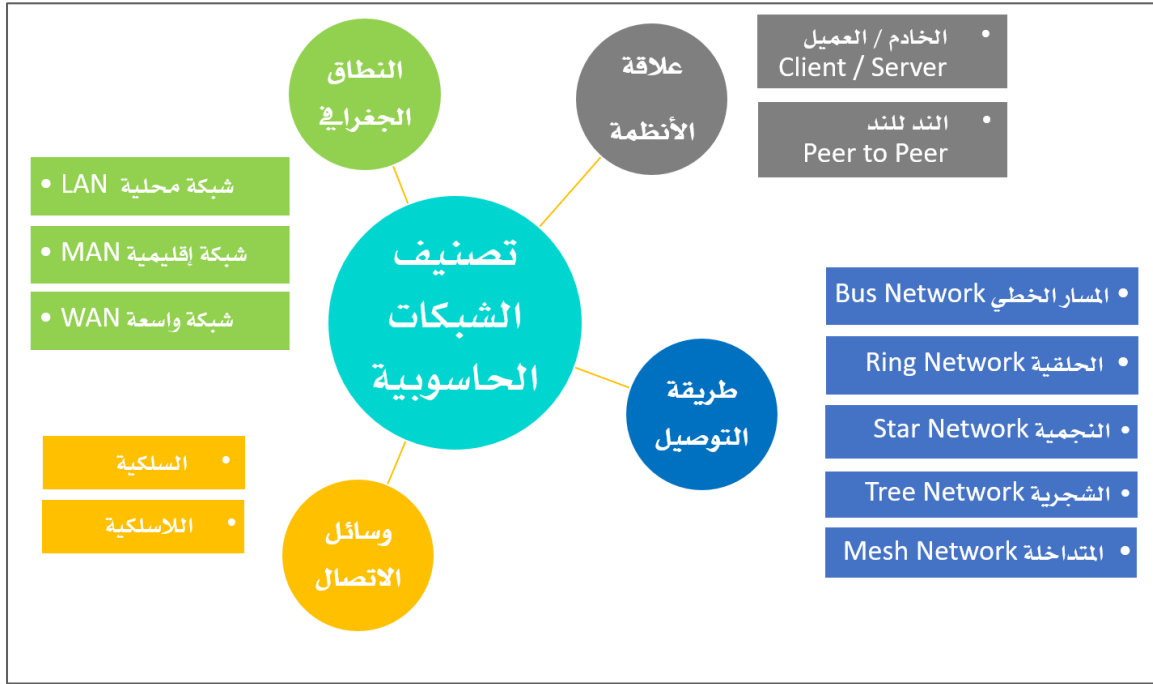 تصنيف
الشبكات
الحاسوبية
علاقة
الأنظمة
• الخادم / العميل
Client / Server
• الند للند
Peer to Peer
طريقة
التوصيل
• المسار الخطي Bus Network
• الحلقية Ring Network
• النجمية Star Network
• الشجرية Tree Network
• المتداخلة Mesh Network
وسائل
الاتصال
• السلكية
• اللاسلكية
النطاق
الجغرافي
• شبكة محلية LAN
• شبكة إقليمية MAN
• شبكة واسعة WAN